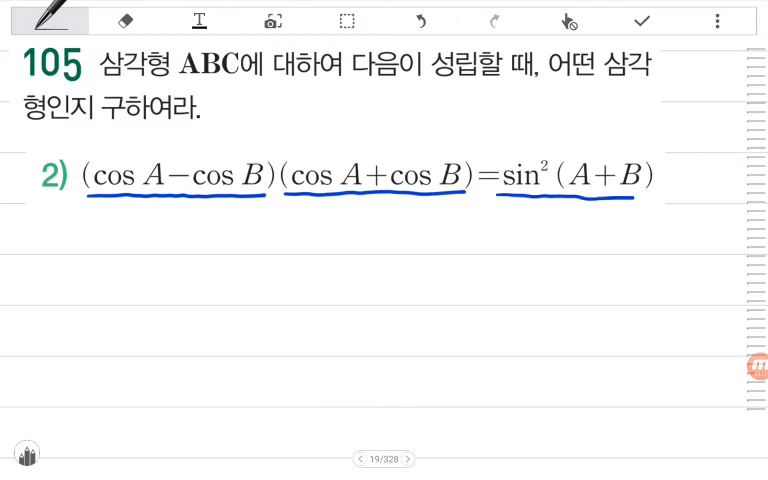 T
105 삼각형 ABC에 대하여 다음이 성립할 때, 어떤 삼각
형인지 구하여라.
2) (cos A−cos B)(cos A+cos B)=sin² (A+B)
19/328